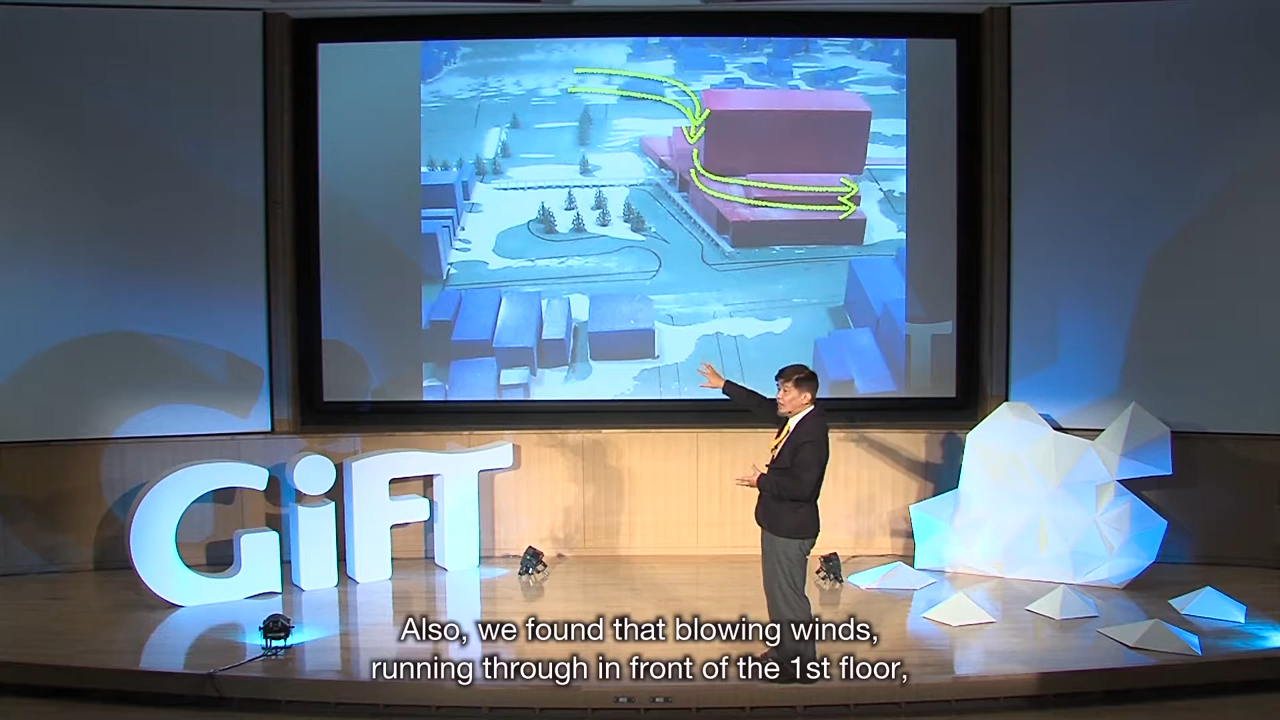 GiFT
Also, we found that blowing winds,
running through in front of the 1st floor,